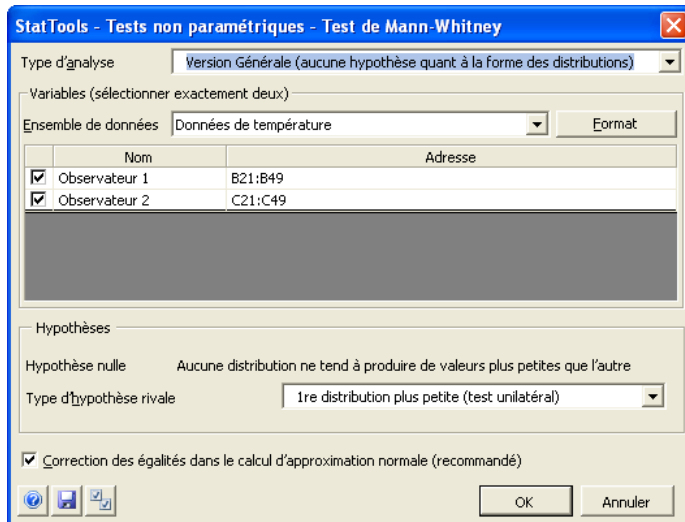 StatTools - Tests non paramétriques - Test de Mann-Whitney
Type d'analyse Version Générale (aucune hypothèse quant à la forme des distributions)
Variables (sélectionner exactement deux)
Ensemble de données Données de température Format
Nom Adresse
Observateur 1 B21:B49
Observateur 2 C21:C49
Hypothèses
Hypothèse nulle Aucune distribution ne tend à produire de valeurs plus petites que l'autre
Type d'hypothèse rivale 1re distribution plus petite (test unilatéral)
Correction des égalités dans le calcul d'approximation normale (recommandé)
OK Annuler